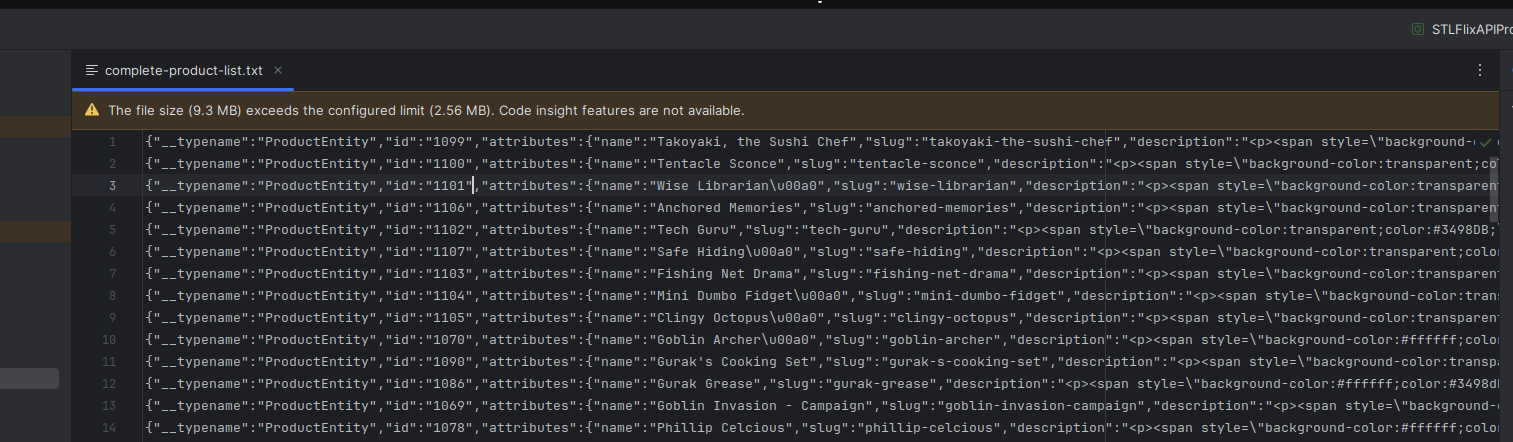 STLFlixAPIPro
complete-product-list.txt
The file size (9.3 MB) exceeds the configured limit (2.56 MB). Code insight features are not available.
1 {"__typename":"ProductEntity","id":"1099","attributes":{"name":"Takoyaki, the Sushi Chef","slug":"takoyaki-the-sushi-chef","description":"<p><span style=\"background-
2 {"__typename":"ProductEntity","id":"1100","attributes":{"name":"Tentacle Sconce","slug":"tentacle-sconce","description":"<p><span style=\"background-color:transparent;co
3 {"__typename":"ProductEntity","id":"1101","attributes":{"name":"Wise Librarian\u00a0","slug":"wise-librarian","description":"<p><span style=\"background-color:transparent
4 {"__typename":"ProductEntity","id":"1106","attributes":{"name":"Anchored Memories","slug":"anchored-memories","description":"<p><span style=\"background-color:transparen
5 {"__typename":"ProductEntity","id":"1102","attributes":{"name":"Tech Guru","slug":"tech-guru","description":"<p><span style=\"background-color:transparent;color:#3498DB;\
6 {"__typename":"ProductEntity","id":"1107","attributes":{"name":"Safe Hiding\u00a0","slug":"safe-hiding","description":"<p><span style=\"background-color:transparent;colo
7 {"__typename":"ProductEntity","id":"1103","attributes":{"name":"Fishing Net Drama","slug":"fishing-net-drama","description":"<p><span style=\"background-color:transparen
8 {"__typename":"ProductEntity","id":"1104","attributes":{"name":"Mini Dumbo Fidget\u00a0","slug":"mini-dumbo-fidget","description":"<p><span style=\"background-color:tran
9 {"__typename":"ProductEntity","id":"1105","attributes":{"name":"Clingy Octopus\u00a0","slug":"clingy-octopus","description":"<p><span style=\"background-color:transparent
10 {"__typename":"ProductEntity","id":"1070","attributes":{"name":"Goblin Archer\u00a0","slug":"goblin-archer","description":"<p><span style=\"background-color:#ffffff;colo
11 {"__typename":"ProductEntity","id":"1090","attributes":{"name":"Gurak's Cooking Set","slug":"gurak-s-cooking-set","description":"<p><span style=\"background-color:transpa
12 {"__typename":"ProductEntity","id":"1086","attributes":{"name":"Gurak Grease","slug":"gurak-grease","description":"<p><span style=\"background-color:#ffffff;color:#3498d
13 {"__typename":"ProductEntity","id":"1069","attributes":{"name":"Goblin Invasion - Campaign","slug":"goblin-invasion-campaign","description":"<p><span style=\"background-
14 {"__typename":"ProductEntity","id":"1078","attributes":{"name":"Phillip Celcious","slug":"phillip-celcious","description":"<p><span style=\"background-color:#ffffff;colo